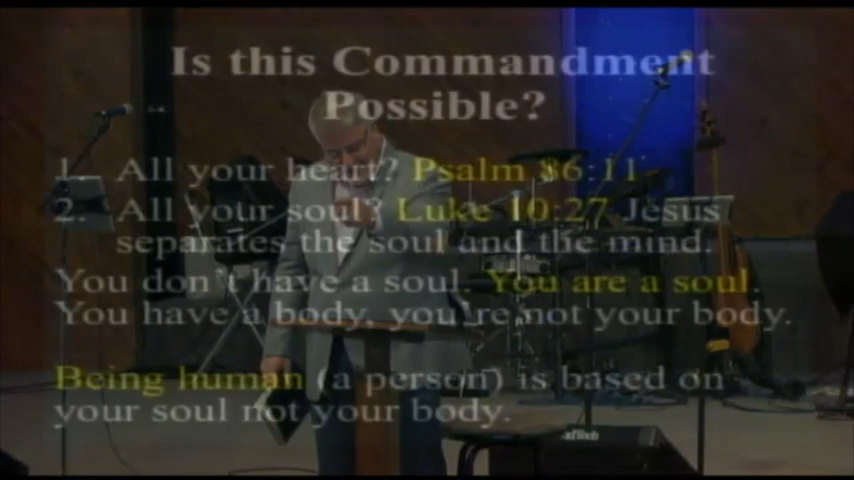 Is this Commandment
Possible?
1. All your heart? Psalm 86:11
2. All your soul? Luke 10:27 Jesus
separates the soul and the mind.
You don't have a soul. You are a soul.
You have a body, you're not your body.
Being human (a person) is based on
your soul not your body.